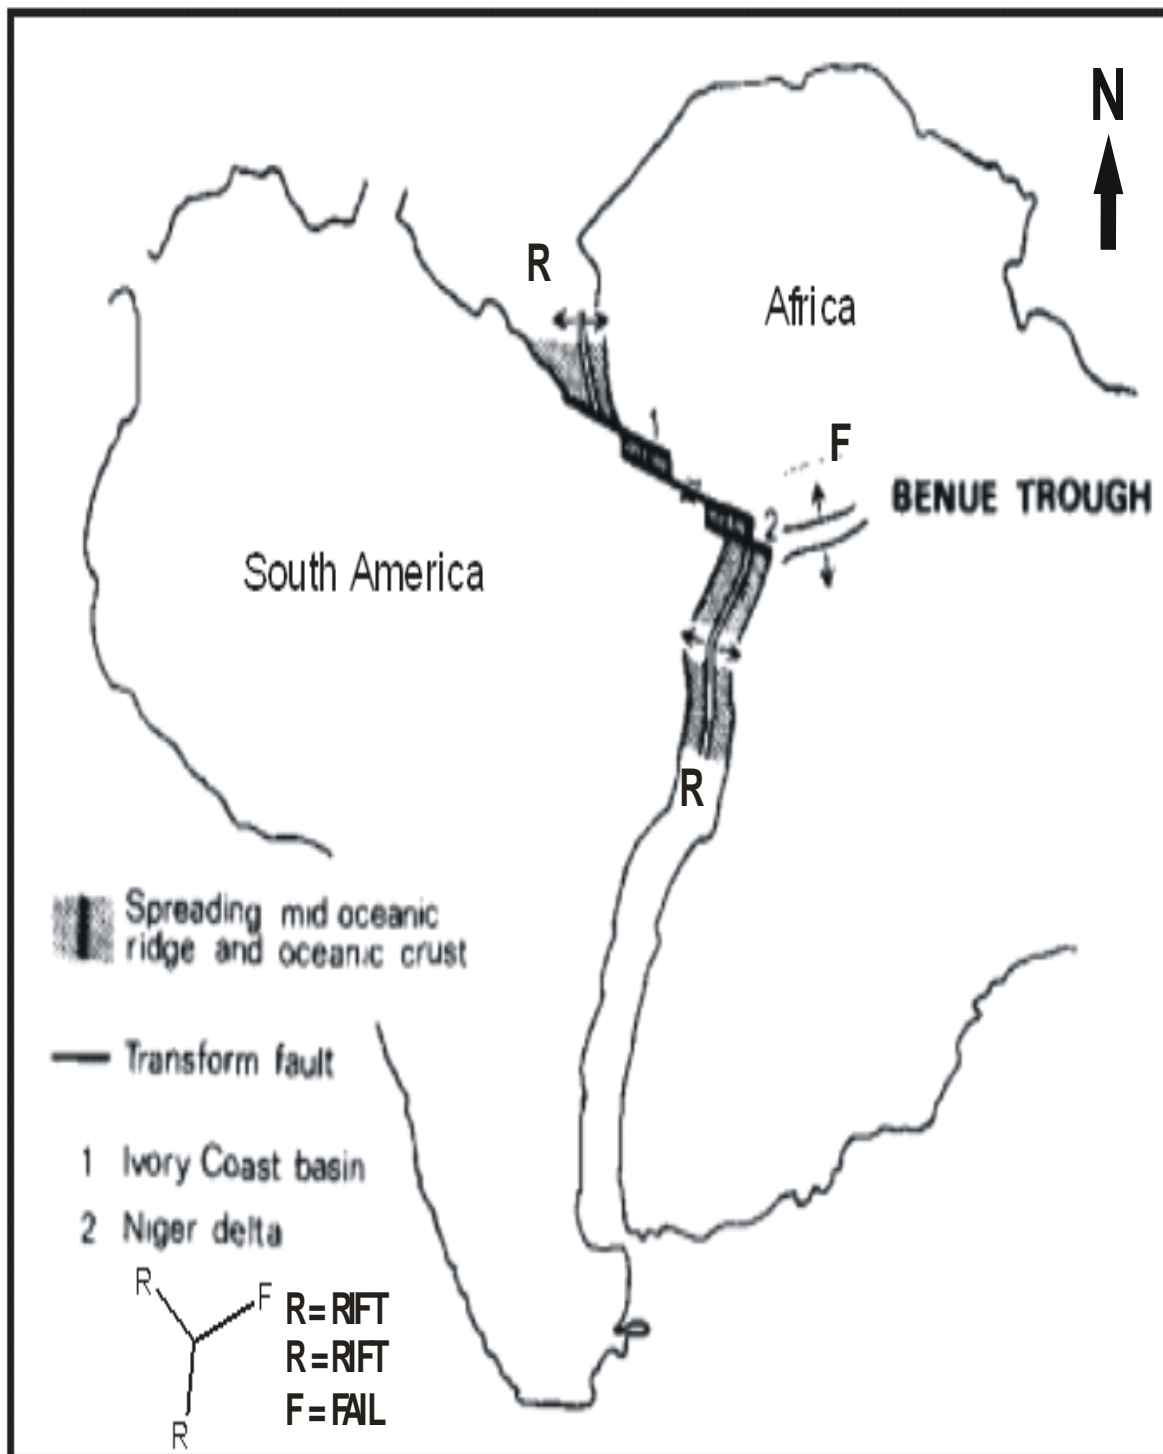 N
R
Africa
1
F
BENUE TROUGH
2
South America
R
Spreading mid oceanic
ridge and oceanic crust
Transform fault
1 Ivory Coast basin
2 Niger delta
R
F
R
R = RIFT
R = RIFT
F = FAIL